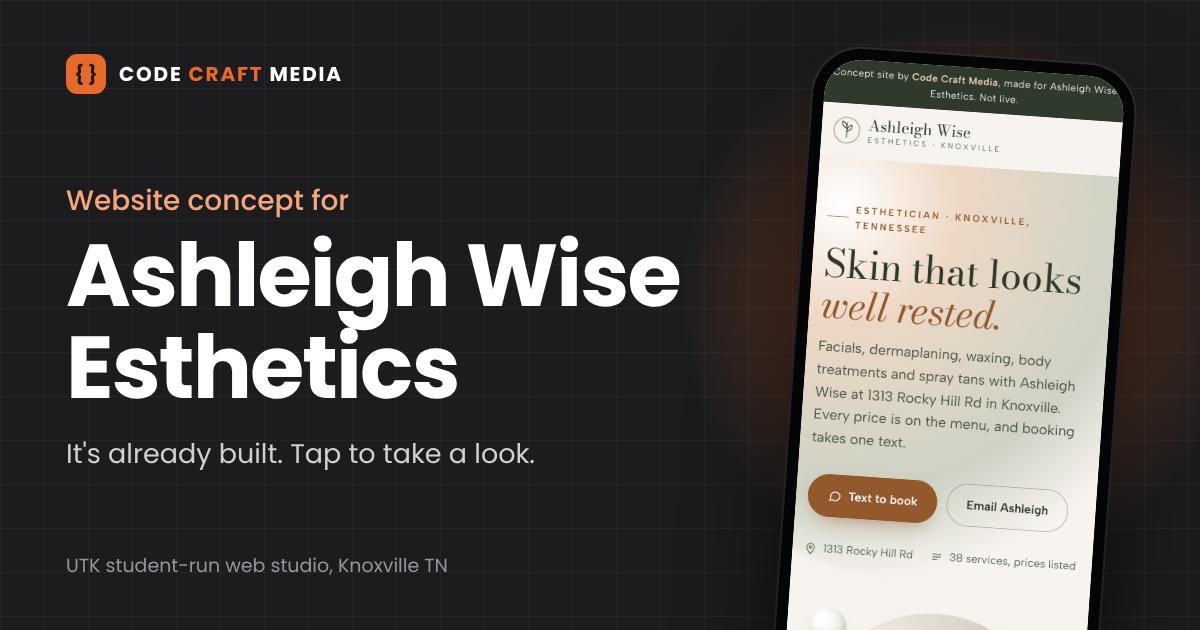 { } CODE CRAFT MEDIA
Website concept for
Ashleigh Wise
Esthetics
It's already built. Tap to take a look.
UTK student-run web studio, Knoxville TN
Concept site by Code Craft Media, made for Ashleigh Wise
Esthetics. Not live.
Ashleigh Wise
ESTHETICS · KNOXVILLE
ESTHETICIAN · KNOXVILLE,
TENNESSEE
Skin that looks
well rested.
Facials, dermaplaning, waxing, body
treatments and spray tans with Ashleigh
Wise at 1313 Rocky Hill Rd in Knoxville.
Every price is on the menu, and booking
takes one text.
Text to book
Email Ashleigh
1313 Rocky Hill Rd
38 services, prices listed